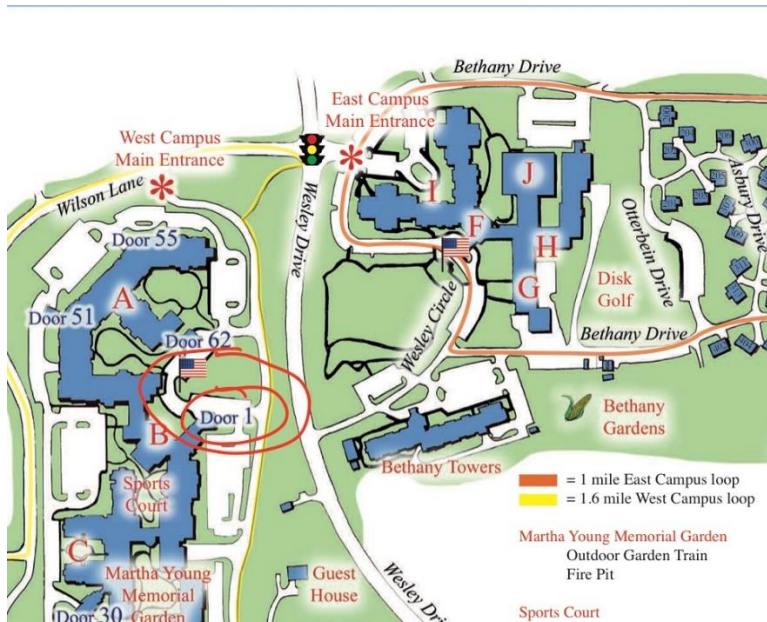 Bethany Drive
East Campus
Main Entrance
West Campus
Main Entrance
Wilson Lane
Wesley Drive
I
J
F
H
G
Door 55
A
Door 51
Door 62
Wesley Circle
Otterbein Drive
Asbury Drive
Disk
Golf
Bethany Drive
Door 1
B
Bethany
Gardens
Bethany Towers
Sports
Court
C
= 1 mile East Campus loop
= 1.6 mile West Campus loop
Martha Young Memorial Garden
Outdoor Garden Train
Fire Pit
Martha Young
Memorial
Garden
Door 30
Guest
House
Wesley
Sports Court